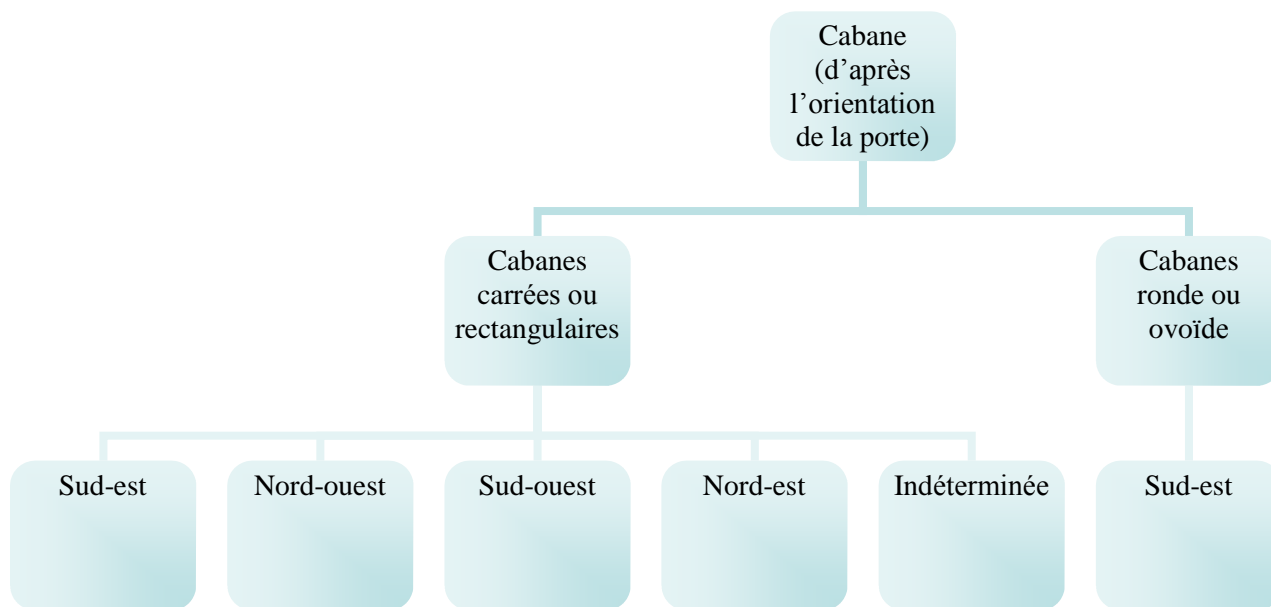 Cabane
(d'après
l'orientation
de la porte)
Cabanes
carrées ou
rectangulaires
Cabanes
ronde ou
ovoïde
Sud-est
Nord-ouest
Sud-ouest
Nord-est
Indéterminée
Sud-est